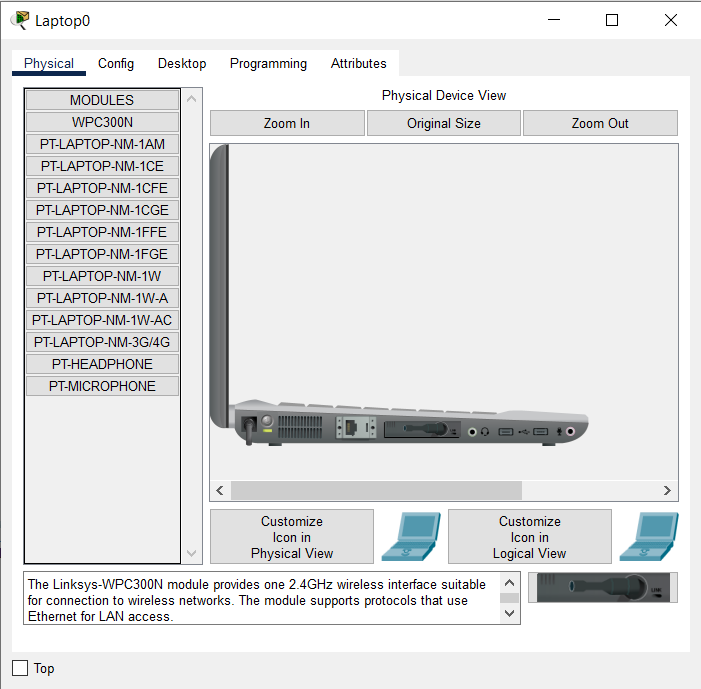 Laptop0
Physical
Config
Desktop
Programming
Attributes
MODULES
WPC300N
PT-LAPTOP-NM-1AM
PT-LAPTOP-NM-1CE
PT-LAPTOP-NM-1CFE
PT-LAPTOP-NM-1CGE
PT-LAPTOP-NM-1FFE
PT-LAPTOP-NM-1FGE
PT-LAPTOP-NM-1W
PT-LAPTOP-NM-1W-A
PT-LAPTOP-NM-1W-AC
PT-LAPTOP-NM-3G/4G
PT-HEADPHONE
PT-MICROPHONE
Physical Device View
Zoom In
Original Size
Zoom Out
Customize
Icon in
Physical View
Customize
Icon in
Logical View
The Linksys-WPC300N module provides one 2.4GHz wireless interface suitable
for connection to wireless networks. The module supports protocols that use
Ethernet for LAN access.
Top